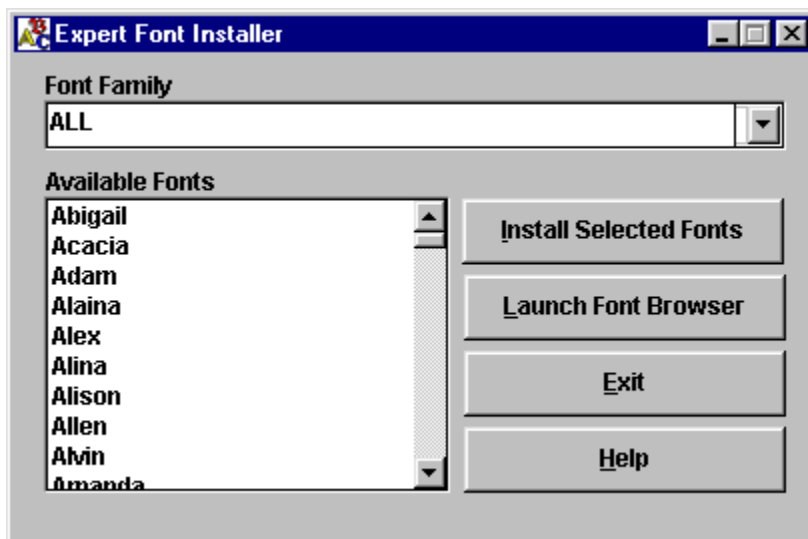 Expert Font Installer
Font Family
ALL
Available Fonts
Abigail
Acacia
Adam
Alaina
Alex
Alina
Alison
Allen
Alvin
Amanda
Install Selected Fonts
Launch Font Browser
Exit
Help